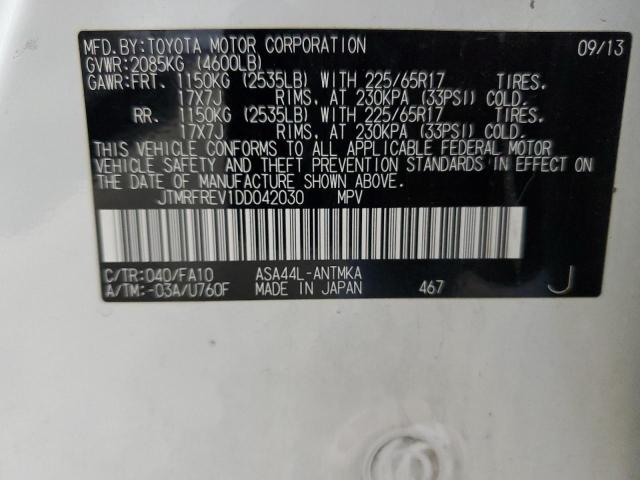 MFD.BY:TOYOTA MOTOR CORPORATION 09/13
GVWR:2085KG (4600LB)
GAWR:FRT. 1150KG (2535LB) WITH 225/65R17 TIRES.
17X7J RIMS, AT 230KPA (33PSI) COLD.
RR. 1150KG (2535LB) WITH 225/65R17 TIRES.
17X7J RIMS, AT 230KPA (33PSI) COLD.
THIS VEHICLE CONFORMS TO ALL APPLICABLE FEDERAL MOTOR
VEHICLE SAFETY AND THEFT PREVENTION STANDARDS IN EFFECT ON
THE DATE OF MANUFACTURE SHOWN ABOVE.
JTMRFREV1DD042030 MPV
C/TR:040/FA10 ASA44L-ANTMKA
A/TM:-03A/U760F MADE IN JAPAN 467 J